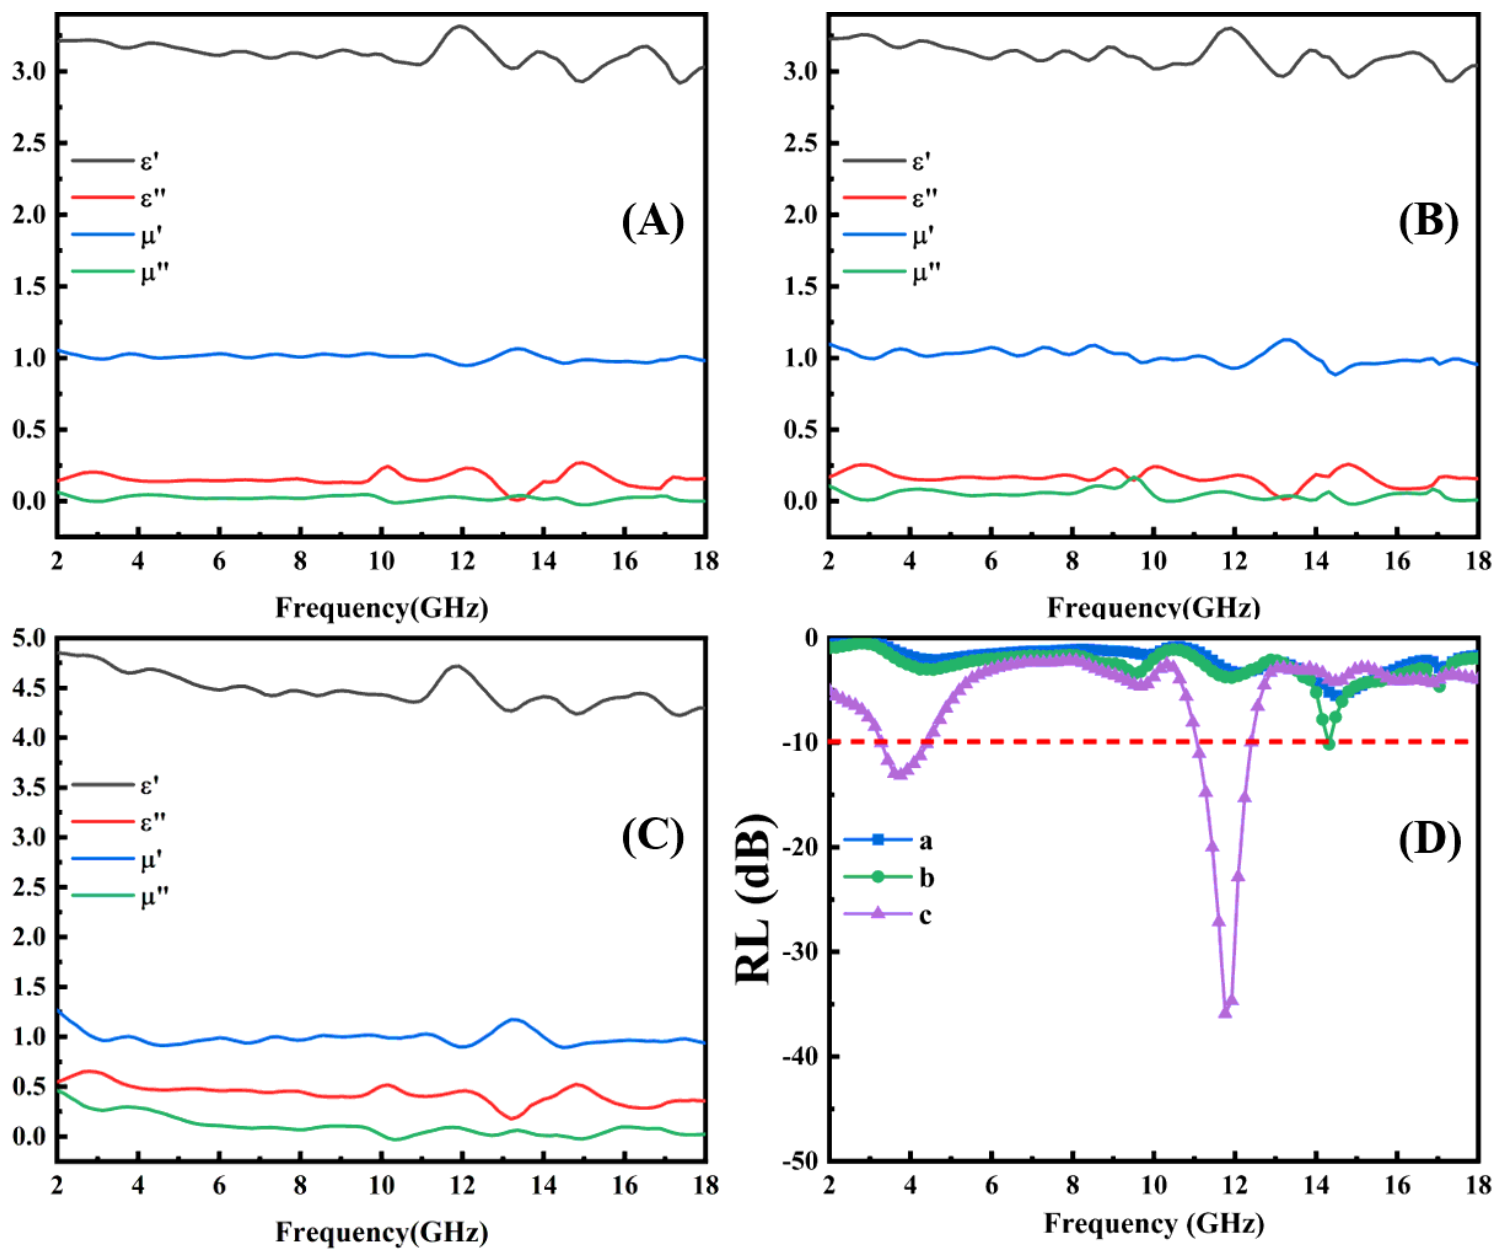 3.0
2.5
2.0
1.5
1.0
0.5
0.0
ε'
ε"
μ'
μ"
(A)
2 4 6 8 10 12 14 16 18
Frequency(GHz)
3.0
2.5
2.0
1.5
1.0
0.5
0.0
ε'
ε"
μ'
μ"
(B)
2 4 6 8 10 12 14 16 18
Frequency(GHz)
5.0
4.5
4.0
3.5
3.0
2.5
2.0
1.5
1.0
0.5
0.0
ε'
ε"
μ'
μ"
(C)
2 4 6 8 10 12 14 16 18
Frequency(GHz)
0
-10
-20
-30
-40
-50
RL (dB)
a
b
c
(D)
2 4 6 8 10 12 14 16 18
Frequency (GHz)